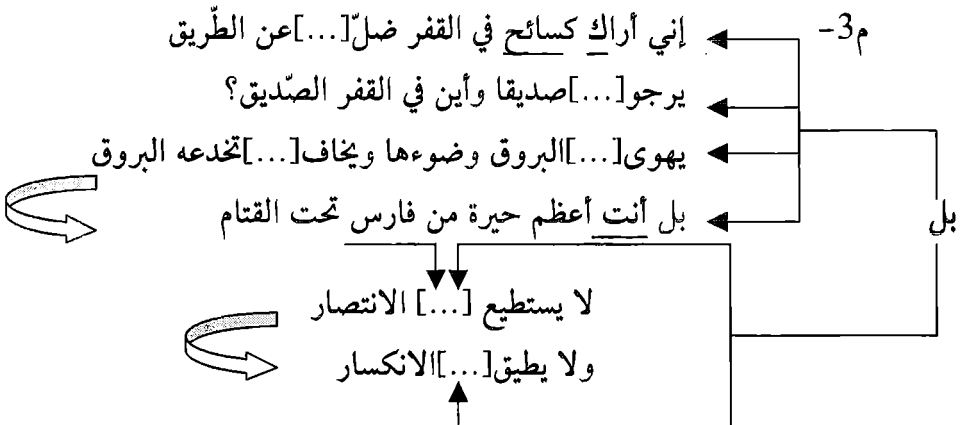 م3- إني أراك كسائح في القفر ضلّ[...]عن الطّريق
يرجو[...]صديقا وأين في القفر الصّديق؟
يهوى[...]البروق وضوءها ويخاف[...]تخدعه البروق
بل أنت أعظم حيرة من فارس تحت القتام
بل
لا يستطيع [...] الانتصار
ولا يطيق[...]الانكسار